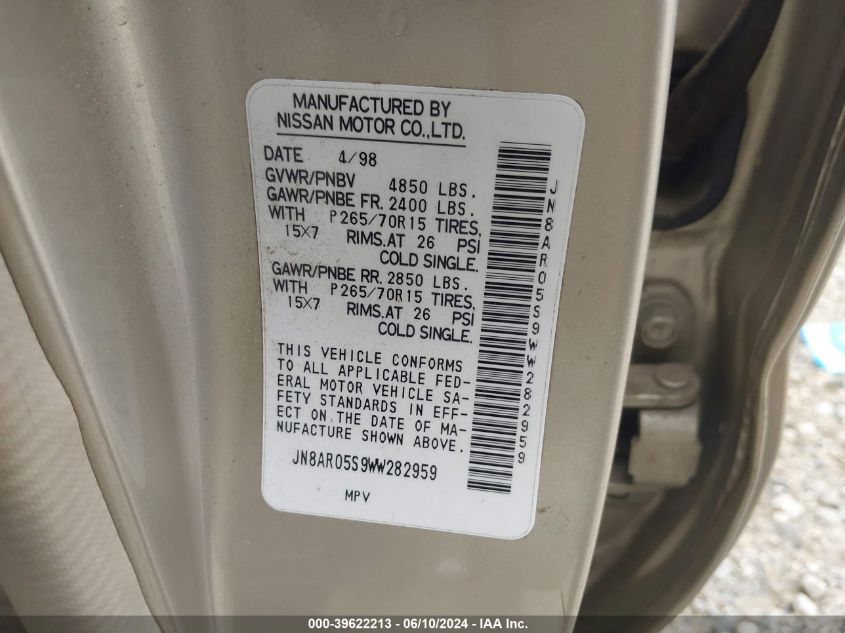 MANUFACTURED BY
NISSAN MOTOR CO.,LTD.
DATE 4/98
GVWR/PNBV 4850 LBS.
GAWR/PNBE FR. 2400 LBS.
WITH P265/70R15 TIRES,
15X7 RIMS.AT 26 PSI
COLD SINGLE.
GAWR/PNBE RR. 2850 LBS.
WITH P265/70R15 TIRES,
15X7 RIMS.AT 26 PSI
COLD SINGLE.
THIS VEHICLE CONFORMS
TO ALL APPLICABLE FED-
ERAL MOTOR VEHICLE SA-
FETY STANDARDS IN EFF-
ECT ON THE DATE OF MA-
NUFACTURE SHOWN ABOVE.
JN8AR05S9WW282959
MPV
JN8AR05S9WW282959
000-39622213 - 06/10/2024 - IAA Inc.